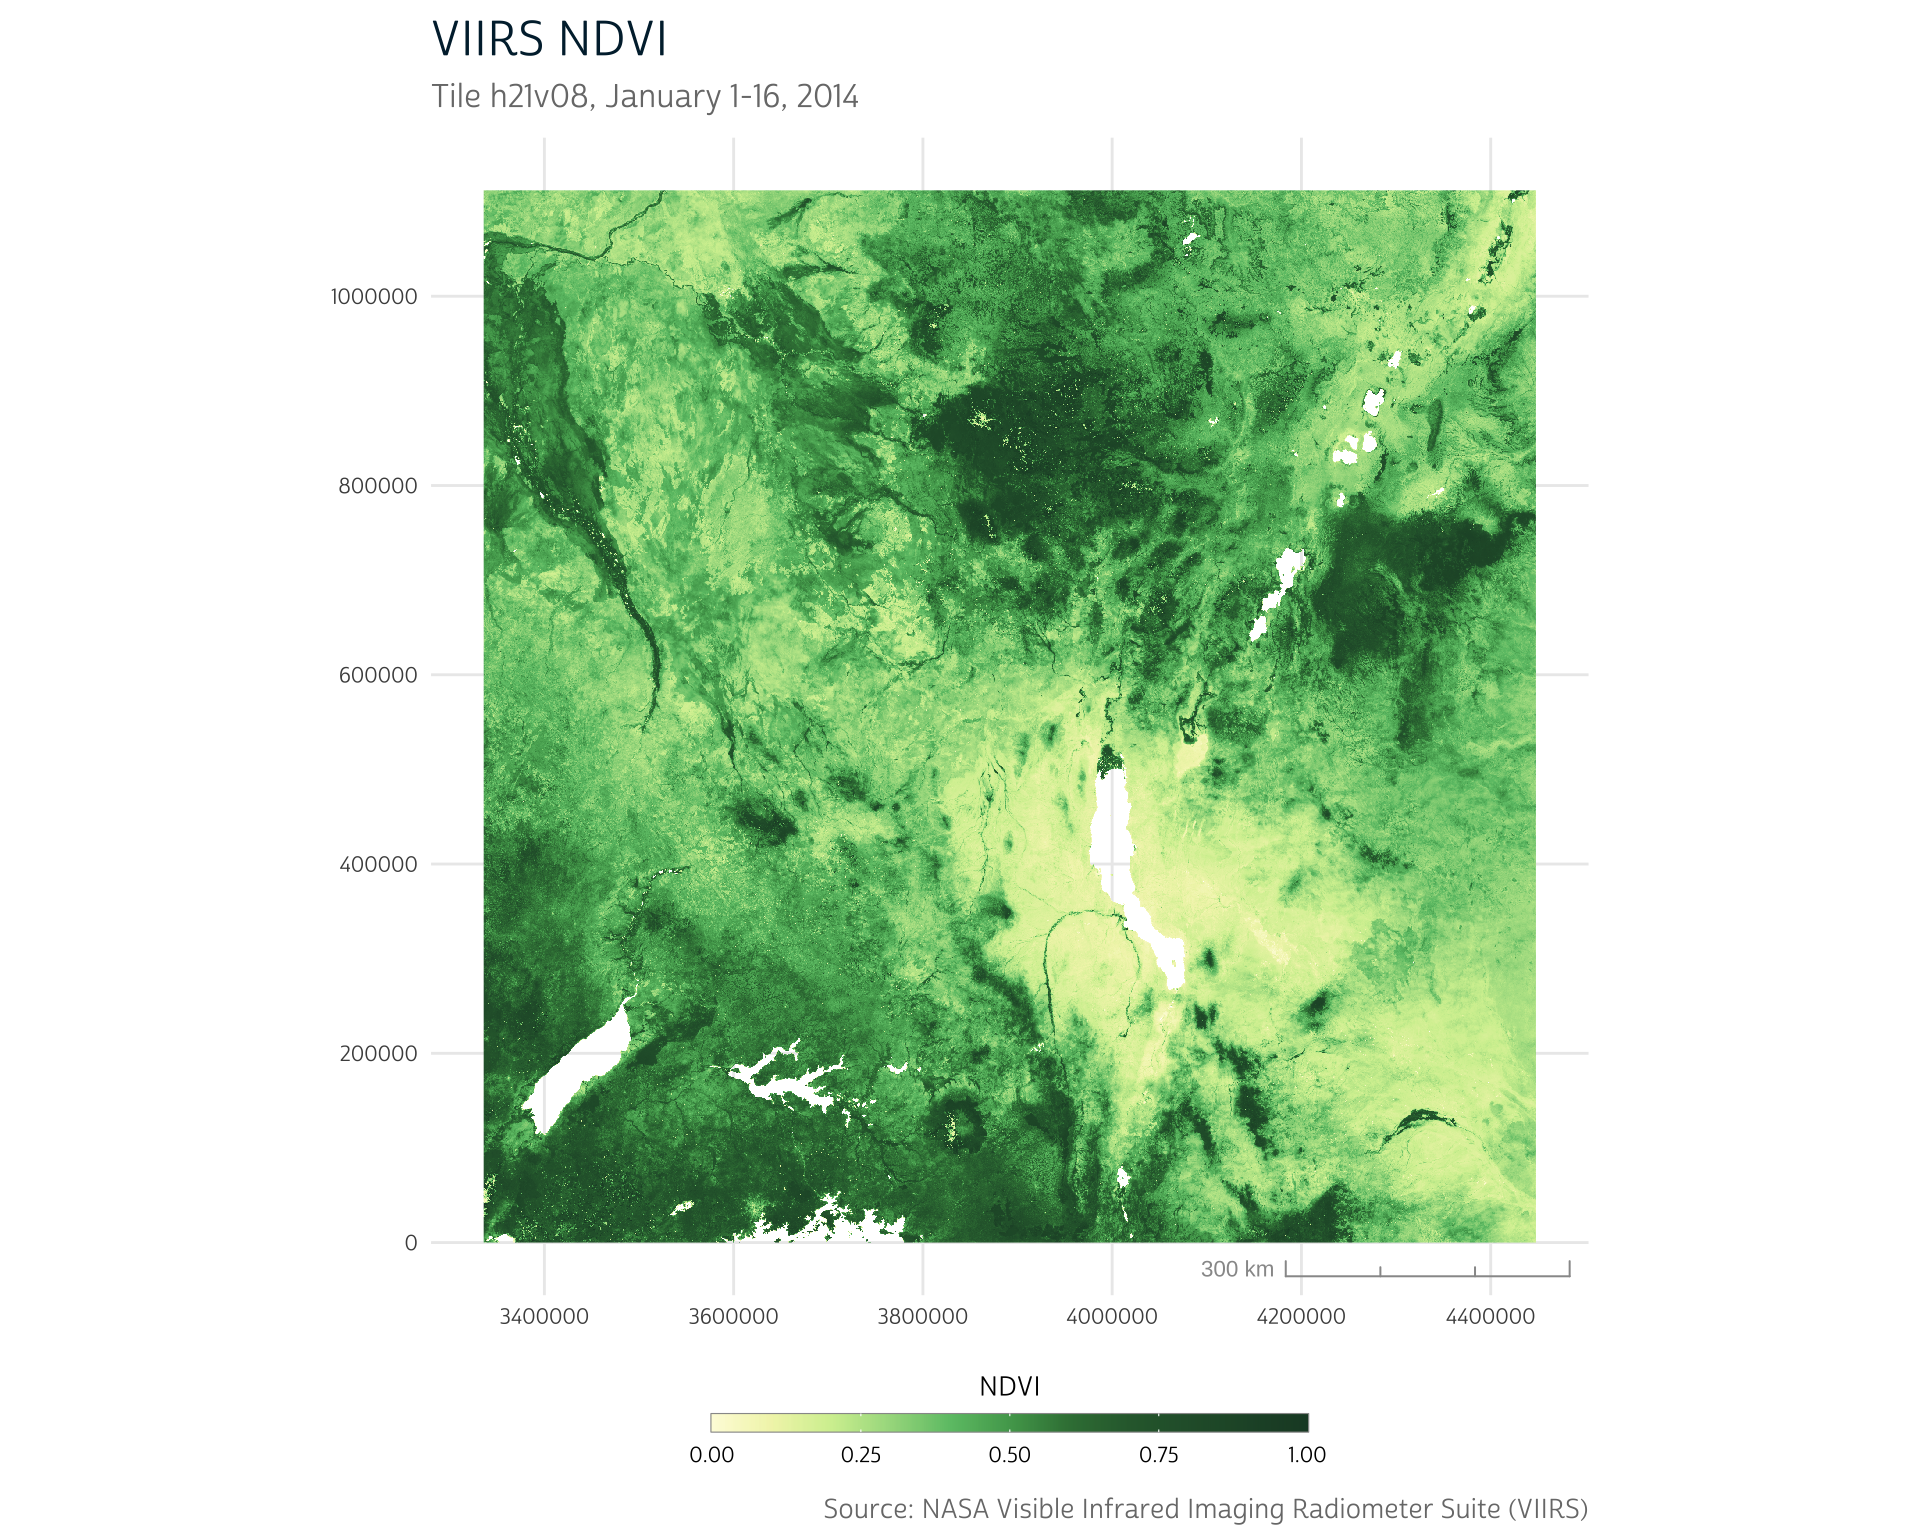 VIIRS NDVI
Tile h21v08, January 1-16, 2014
1000000
800000
600000
400000
200000
0
300 km
3400000 3600000 3800000 4000000 4200000 4400000
NDVI
0.00 0.25 0.50 0.75 1.00
Source: NASA Visible Infrared Imaging Radiometer Suite (VIIRS)